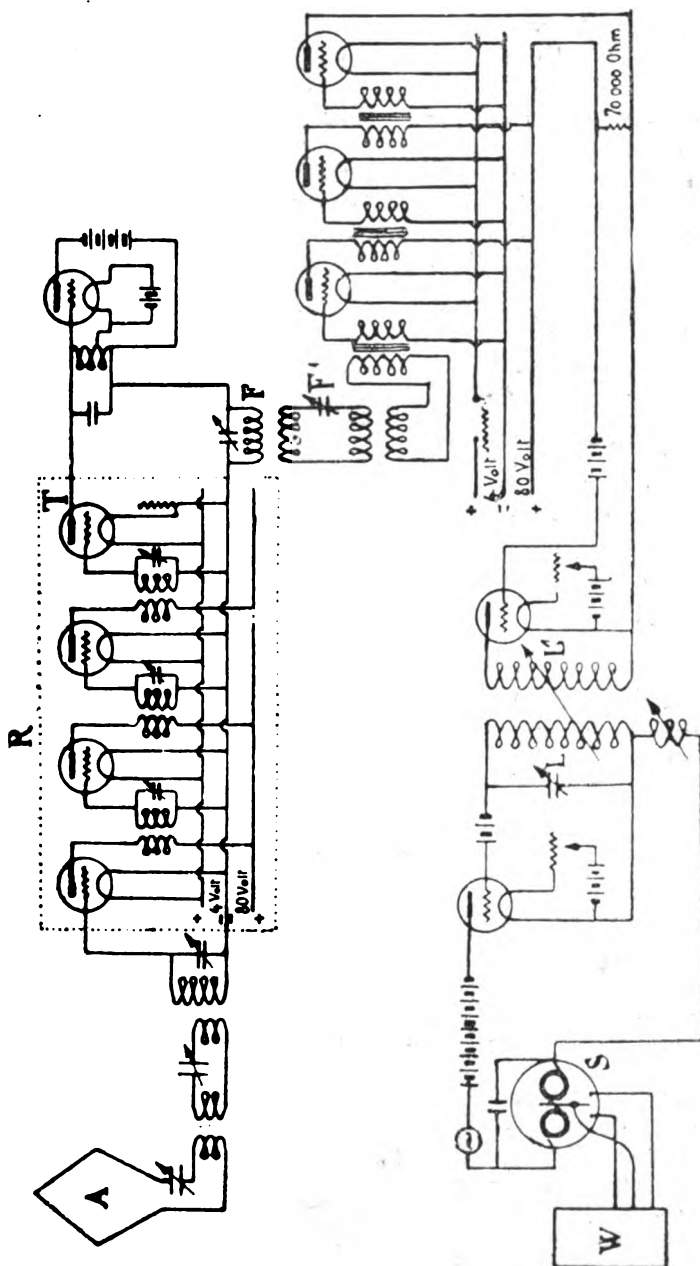 R
T
+
4 Volt
=
80 Volt
+
A
F
F'
+
4 Volt
=
80 Volt
+
70 000 Ohm
L
L'
S
W